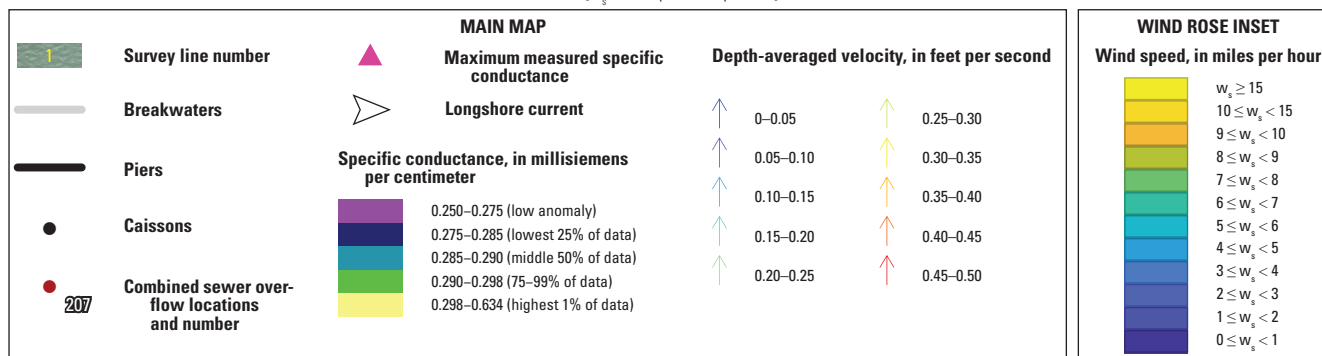 MAIN MAP
1
Survey line number
Breakwaters
Piers
Caissons
207
Combined sewer over-
flow locations
and number
Maximum measured specific
conductance
Longshore current
Specific conductance, in millisiemens
per centimeter
0.250–0.275 (low anomaly)
0.275–0.285 (lowest 25% of data)
0.285–0.290 (middle 50% of data)
0.290–0.298 (75–99% of data)
0.298–0.634 (highest 1% of data)
Depth-averaged velocity, in feet per second
0–0.05
0.05–0.10
0.10–0.15
0.15–0.20
0.20–0.25
0.25–0.30
0.30–0.35
0.35–0.40
0.40–0.45
0.45–0.50
WIND ROSE INSET
Wind speed, in miles per hour
w_s ≥ 15
10 ≤ w_s < 15
9 ≤ w_s < 10
8 ≤ w_s < 9
7 ≤ w_s < 8
6 ≤ w_s < 7
5 ≤ w_s < 6
4 ≤ w_s < 5
3 ≤ w_s < 4
2 ≤ w_s < 3
1 ≤ w_s < 2
0 ≤ w_s < 1